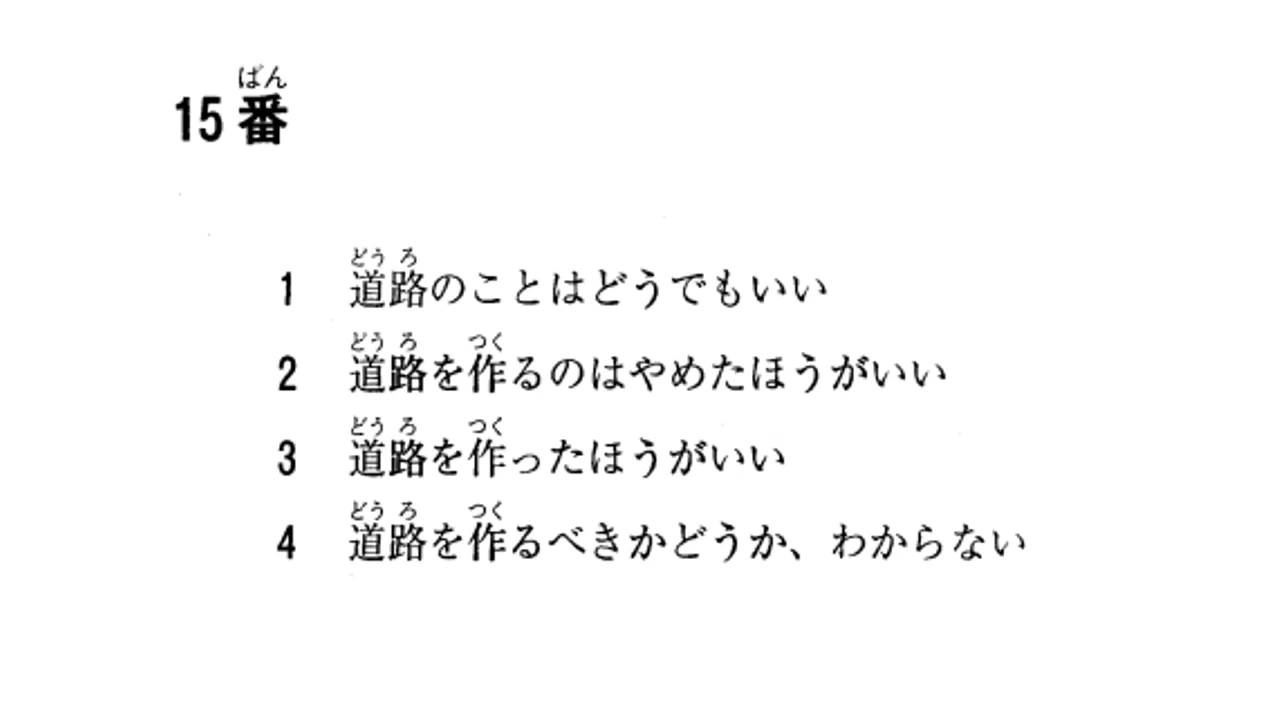 15番
1 道路のことはどうでもいい
2 道路を作るのはやめたほうがいい
3 道路を作ったほうがいい
4 道路を作るべきかどうか、わからない